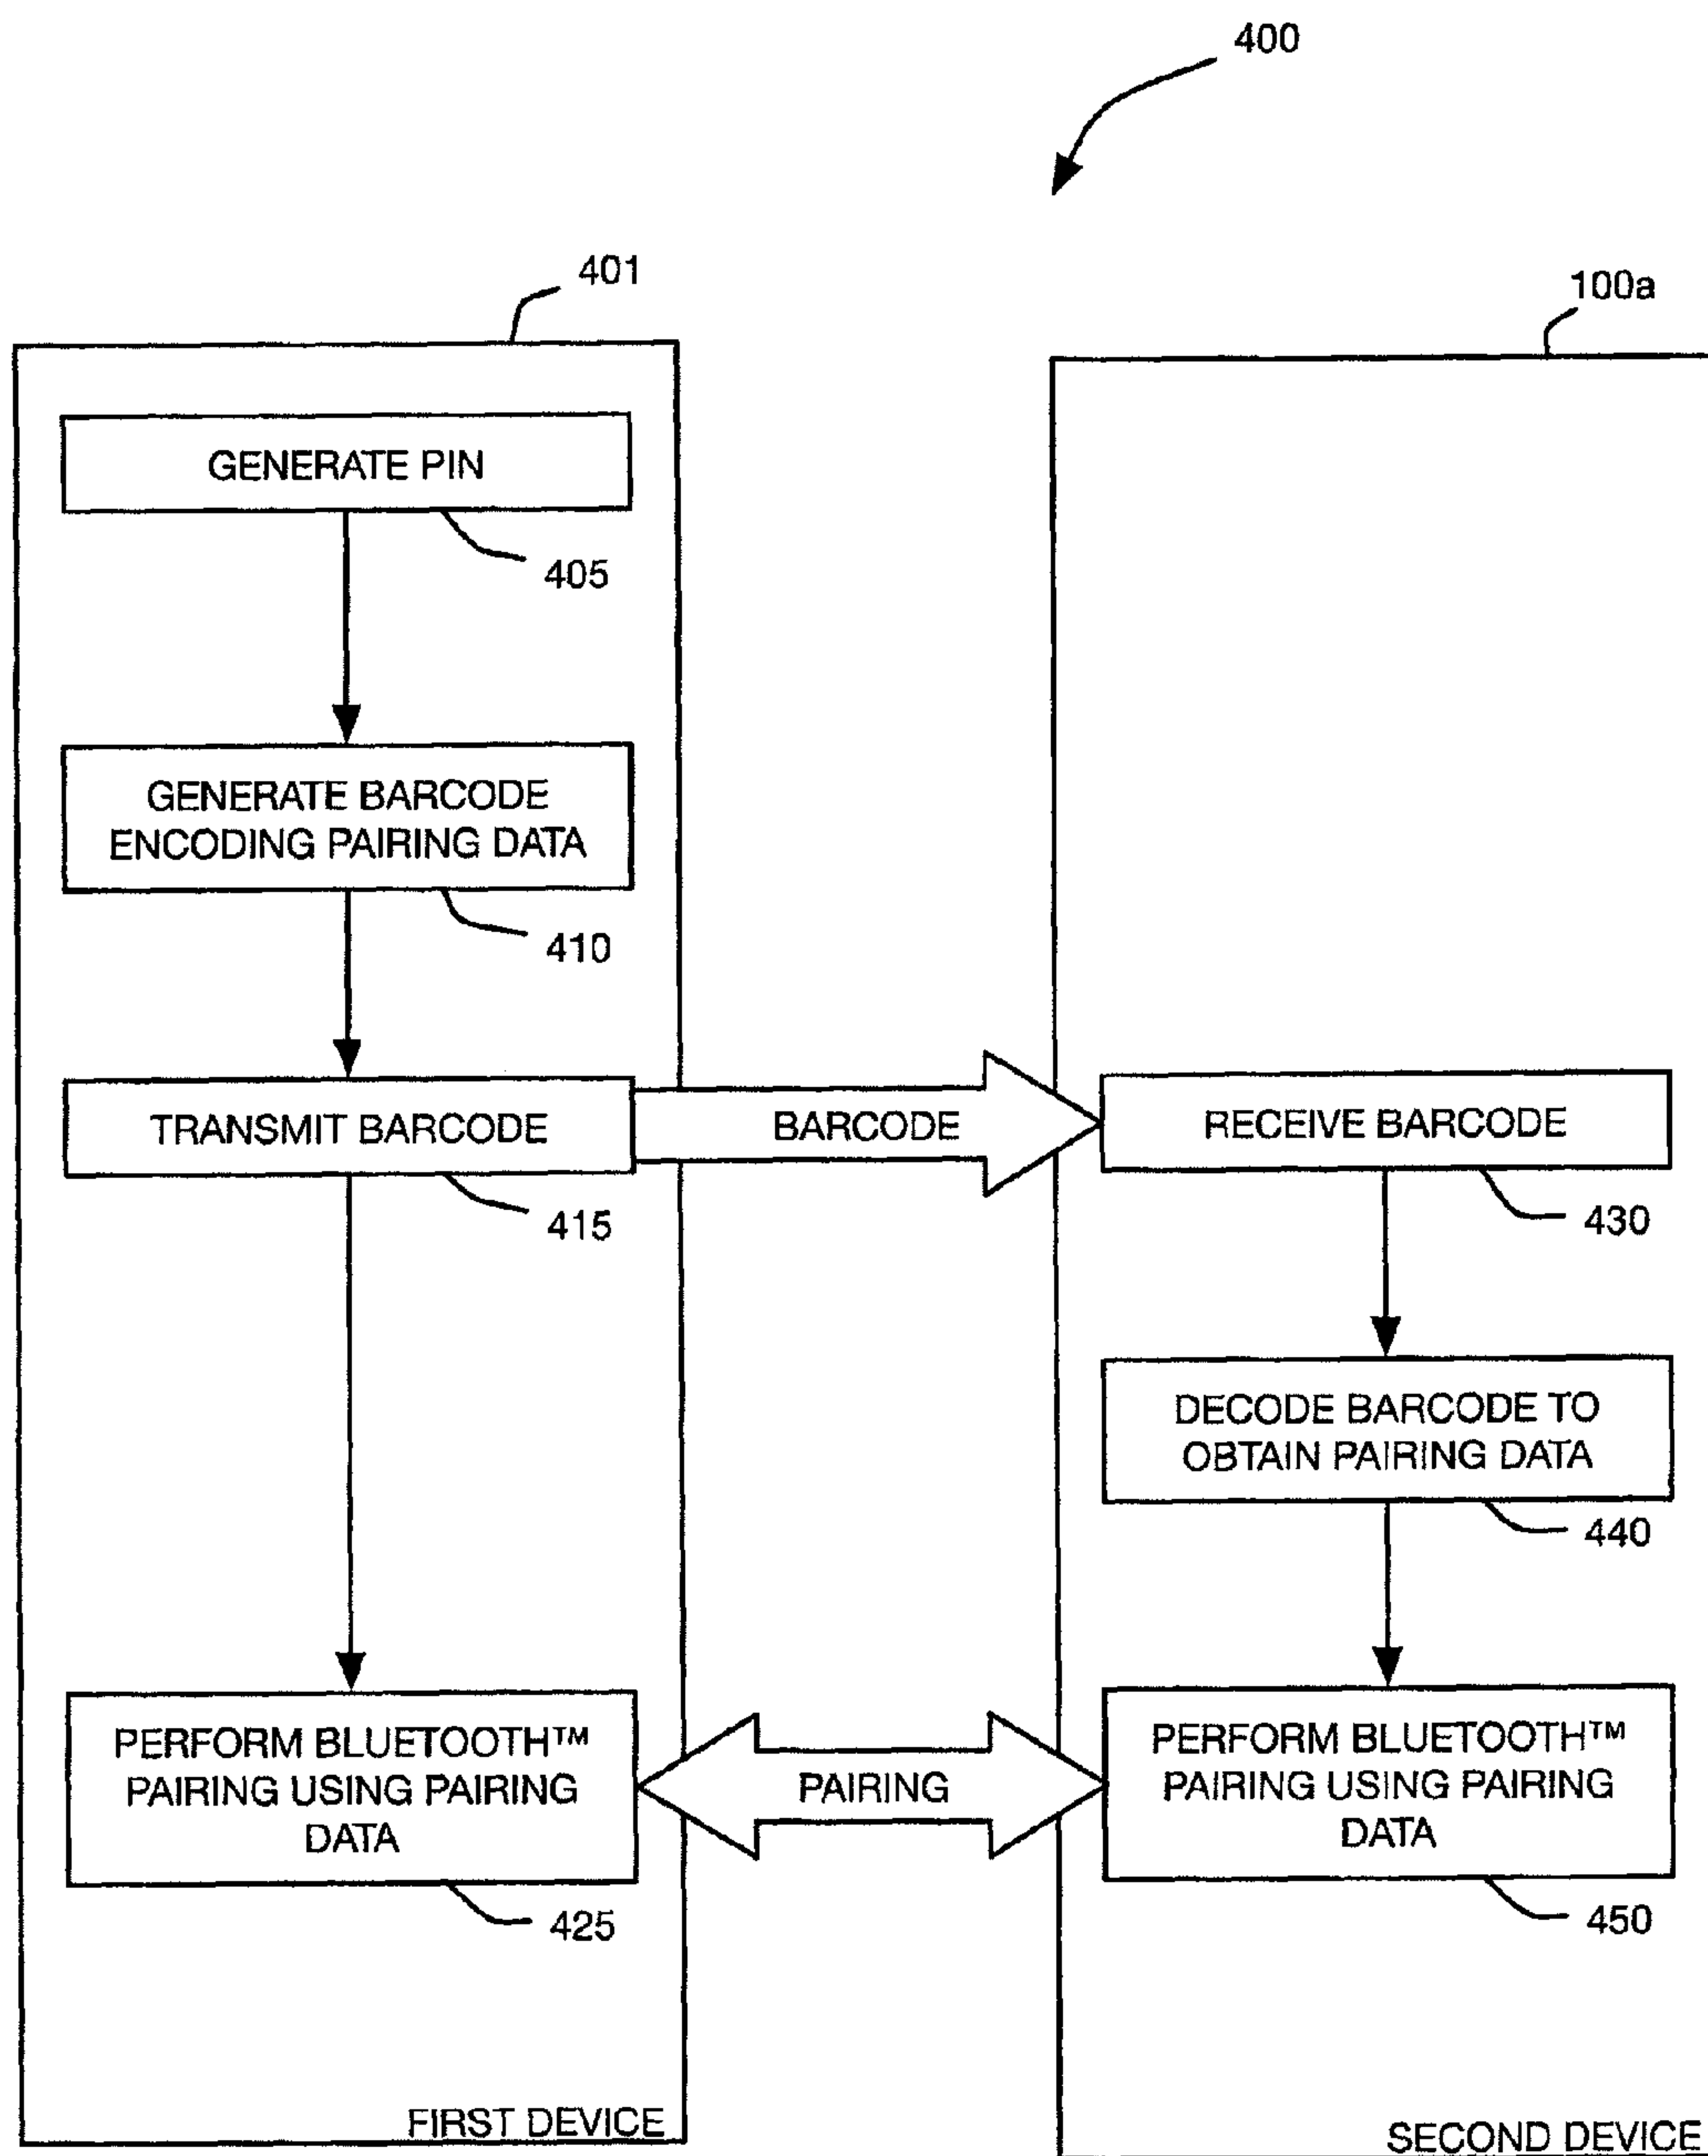 400
401
100a
GENERATE PIN
405
GENERATE BARCODE
ENCODING PAIRING DATA
410
TRANSMIT BARCODE
BARCODE
RECEIVE BARCODE
415
430
DECODE BARCODE TO
OBTAIN PAIRING DATA
440
PERFORM BLUETOOTH™
PAIRING USING PAIRING
DATA
PAIRING
PERFORM BLUETOOTH™
PAIRING USING PAIRING
DATA
425
450
FIRST DEVICE
SECOND DEVICE